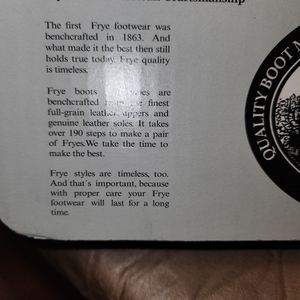 Craftsmanship
The first Frye footwear was
benchcrafted in 1863. And
what made it the best then still
holds true today. Frye quality
is timeless.
Frye boots are
benchcrafted finest
full-grain leather uppers and
genuine leather soles. It takes
over 190 steps to make a pair
of Fryes.We take the time to
make the best.
Frye styles are timeless, too.
And that's important, because
with proper care your Frye
footwear will last for a long
time.
QUALITY BOOT